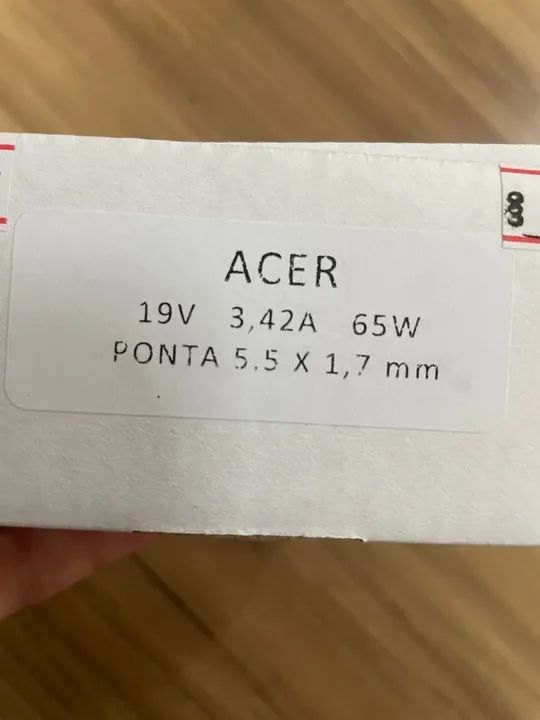 ACER
19V 3,42A 65W
PONTA 5.5 X 1,7 mm